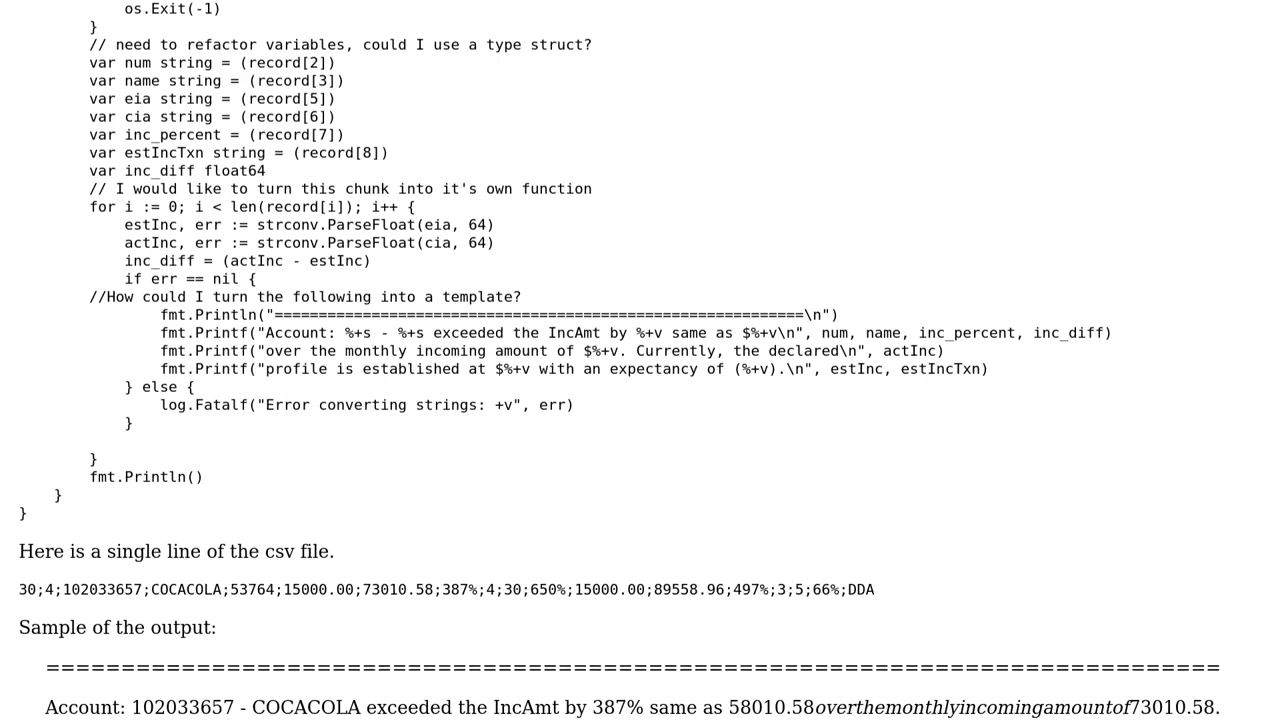 os.Exit(-1)
        }
        // need to refactor variables, could I use a type struct?
        var num string = (record[2])
        var name string = (record[3])
        var eia string = (record[5])
        var cia string = (record[6])
        var inc_percent = (record[7])
        var estIncTxn string = (record[8])
        var inc_diff float64
        // I would like to turn this chunk into it's own function
        for i := 0; i < len(record[i]); i++ {
            estInc, err := strconv.ParseFloat(eia, 64)
            actInc, err := strconv.ParseFloat(cia, 64)
            inc_diff = (actInc - estInc)
            if err == nil {
        //How could I turn the following into a template?
                fmt.Println("============================================================\n")
                fmt.Printf("Account: %+s - %+s exceeded the IncAmt by %+v same as $%+v\n", num, name, inc_percent, inc_diff)
                fmt.Printf("over the monthly incoming amount of $%+v. Currently, the declared\n", actInc)
                fmt.Printf("profile is established at $%+v with an expectancy of (%+v).\n", estInc, estIncTxn)
            } else {
                log.Fatalf("Error converting strings: +v", err)
            }

        }
        fmt.Println()
    }
}
Here is a single line of the csv file.
30;4;102033657;COCACOLA;53764;15000.00;73010.58;387%;4;30;650%;15000.00;89558.96;497%;3;5;66%;DDA
Sample of the output:
================================================================================
Account: 102033657 - COCACOLA exceeded the IncAmt by 387% same as 58010.58overthemonthlyincomingamountof73010.58.